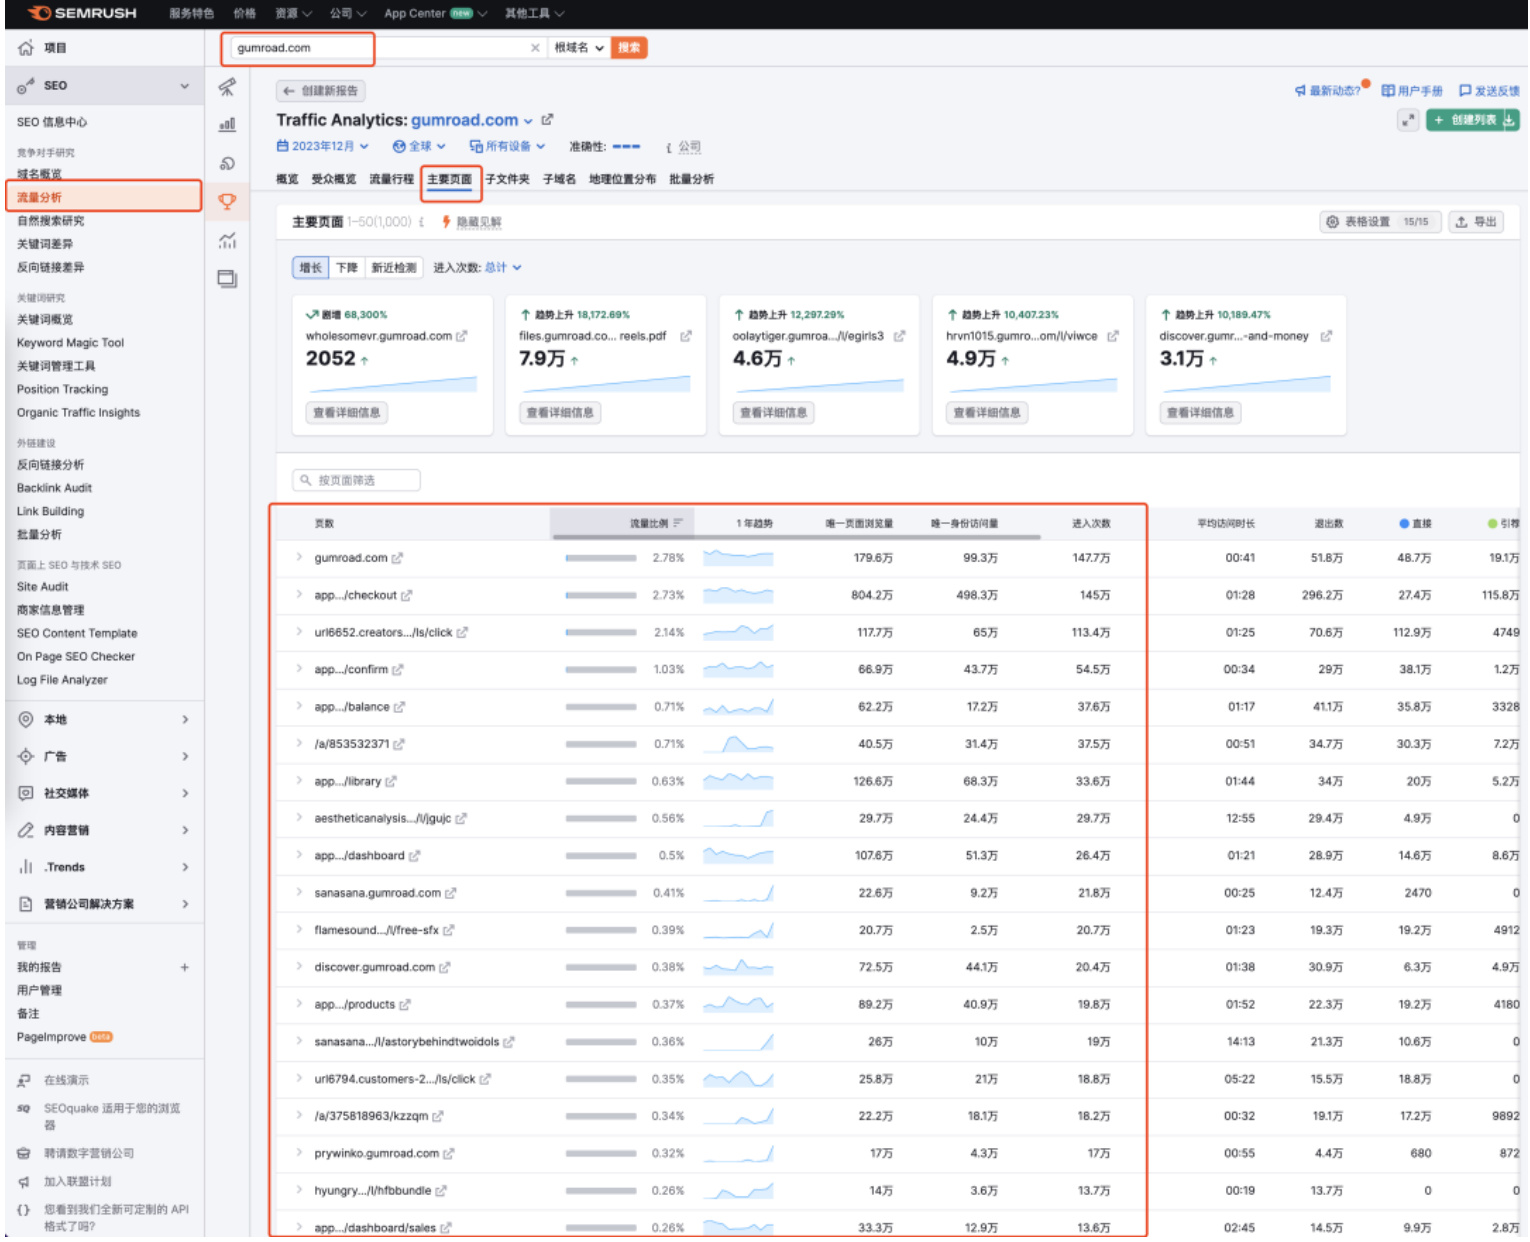 SEMRUSH 服务特色 价格 资源 公司 App Center new 其他工具
项目
gumroad.com × 根域名 搜索
SEO
SEO 信息中心
竞争对手研究
域名概览
流量分析
自然搜索研究
关键词差异
反向链接差异
关键词研究
关键词概览
Keyword Magic Tool
关键词管理工具
Position Tracking
Organic Traffic Insights
外链建设
反向链接分析
Backlink Audit
Link Building
批量分析
页面上 SEO 与技术 SEO
Site Audit
商家信息管理
SEO Content Template
On Page SEO Checker
Log File Analyzer
本地
广告
社交媒体
内容营销
.Trends
营销公司解决方案
管理
我的报告 +
用户管理
备注
PageImprove beta
在线演示
SEOquake 适用于您的浏览
器
聘请数字营销公司
加入联盟计划
您看到我们全新可定制的 API
格式了吗?
← 创建新报告
最新动态? 用户手册 发送反馈
Traffic Analytics: gumroad.com
+ 创建列表
2023年12月 全球 所有设备 准确性: 公司
概览 受众概览 流量行程 主要页面 子文件夹 子域名 地理位置分布 批量分析
主要页面 1–50(1,000) 隐藏见解
表格设置 15/15 导出
增长 下降 新近检测 进入次数: 总计
剧增 68,300%
wholesomevr.gumroad.com
2052 ↑
查看详细信息
↑ 趋势上升 18,172.69%
files.gumroad.co... reels.pdf
7.9万 ↑
查看详细信息
↑ 趋势上升 12,297.29%
oolaytiger.gumroa.../l/egirls3
4.6万 ↑
查看详细信息
↑ 趋势上升 10,407.23%
hrvn1015.gumro...om/l/viwce
4.9万 ↑
查看详细信息
↑ 趋势上升 10,189.47%
discover.gumr...-and-money
3.1万 ↑
查看详细信息
按页面筛选
页数 流量比例 1 年趋势 唯一页面浏览量 唯一身份访问量 进入次数 平均访问时长 退出数 直接 引荐
gumroad.com 2.78% 179.6万 99.3万 147.7万 00:41 51.8万 48.7万 19.1万
app.../checkout 2.73% 804.2万 498.3万 145万 01:28 296.2万 27.4万 115.8万
url6652.creators.../ls/click 2.14% 117.7万 65万 113.4万 01:25 70.6万 112.9万 4749
app.../confirm 1.03% 66.9万 43.7万 54.5万 00:34 29万 38.1万 1.2万
app.../balance 0.71% 62.2万 17.2万 37.6万 01:17 41.1万 35.8万 3328
/a/853532371 0.71% 40.5万 31.4万 37.5万 00:51 34.7万 30.3万 7.2万
app.../library 0.63% 126.6万 68.3万 33.6万 01:44 34万 20万 5.2万
aestheticanalysis.../l/jgujc 0.56% 29.7万 24.4万 29.7万 12:55 29.4万 4.9万 0
app.../dashboard 0.5% 107.6万 51.3万 26.4万 01:21 28.9万 14.6万 8.6万
sanasana.gumroad.com 0.41% 22.6万 9.2万 21.8万 00:25 12.4万 2470 0
flamesound.../l/free-sfx 0.39% 20.7万 2.5万 20.7万 01:23 19.3万 19.2万 4912
discover.gumroad.com 0.38% 72.5万 44.1万 20.4万 01:38 30.9万 6.3万 4.9万
app.../products 0.37% 89.2万 40.9万 19.8万 01:52 22.3万 19.2万 4180
sanasana.../l/astorybehindtwoidols 0.36% 26万 10万 19万 14:13 21.3万 10.6万 0
url6794.customers-2.../ls/click 0.35% 25.8万 21万 18.8万 05:22 15.5万 18.8万 0
/a/375818963/kzzqm 0.34% 22.2万 18.1万 18.2万 00:32 19.1万 17.2万 9892
prywinko.gumroad.com 0.32% 17万 4.3万 17万 00:55 4.4万 680 872
hyungry.../l/hfbbundle 0.26% 14万 3.6万 13.7万 00:19 13.7万 0 0
app.../dashboard/sales 0.26% 33.3万 12.9万 13.6万 02:45 14.5万 9.9万 2.8万